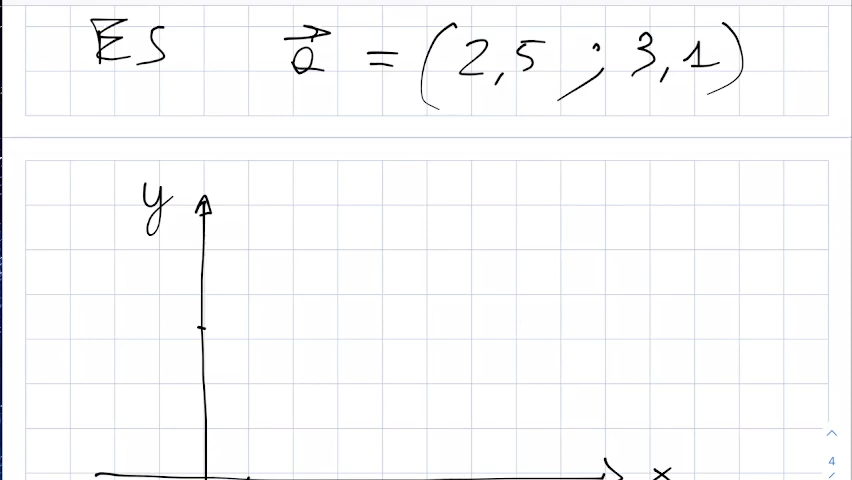 ES a⃗ = (2,5 ; 3,1)
y
x
4